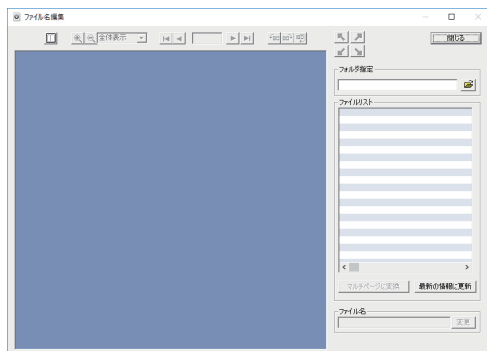 ファイル名編集
全体表示
閉じる
フォルダ指定
ファイルリスト
マルチページに変換
最新の情報に更新
ファイル名
変更